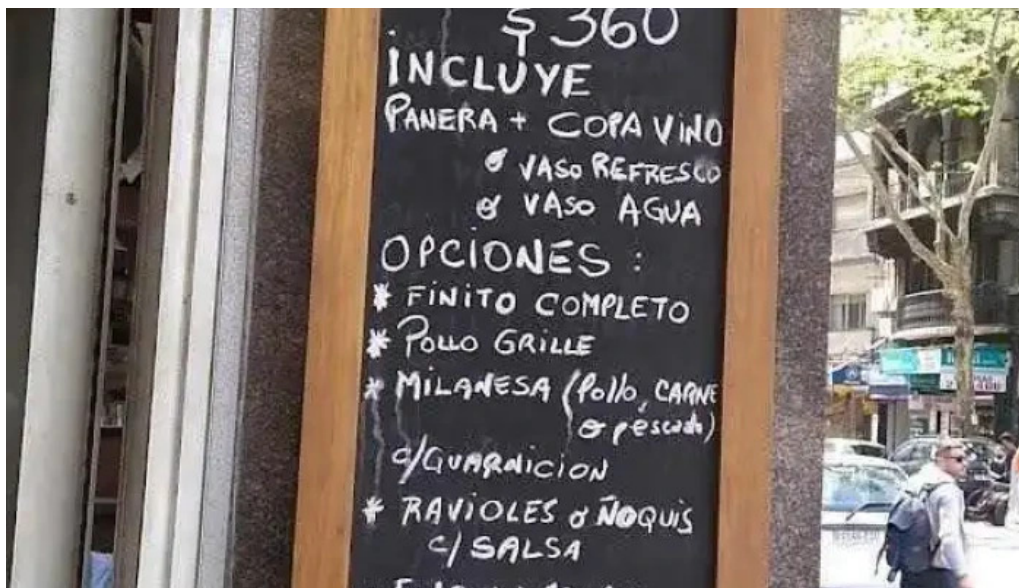 $ 360
INCLUYE
PANERA + COPA VINO
o VASO REFRESCO
o VASO AGUA
OPCIONES :
* FINITO COMPLETO
* POLLO GRILLE
* MILANESA (Pollo, CARNE
o pescado)
c/GUARNICION
* RAVIOLES o ÑOQUIS
c/SALSA